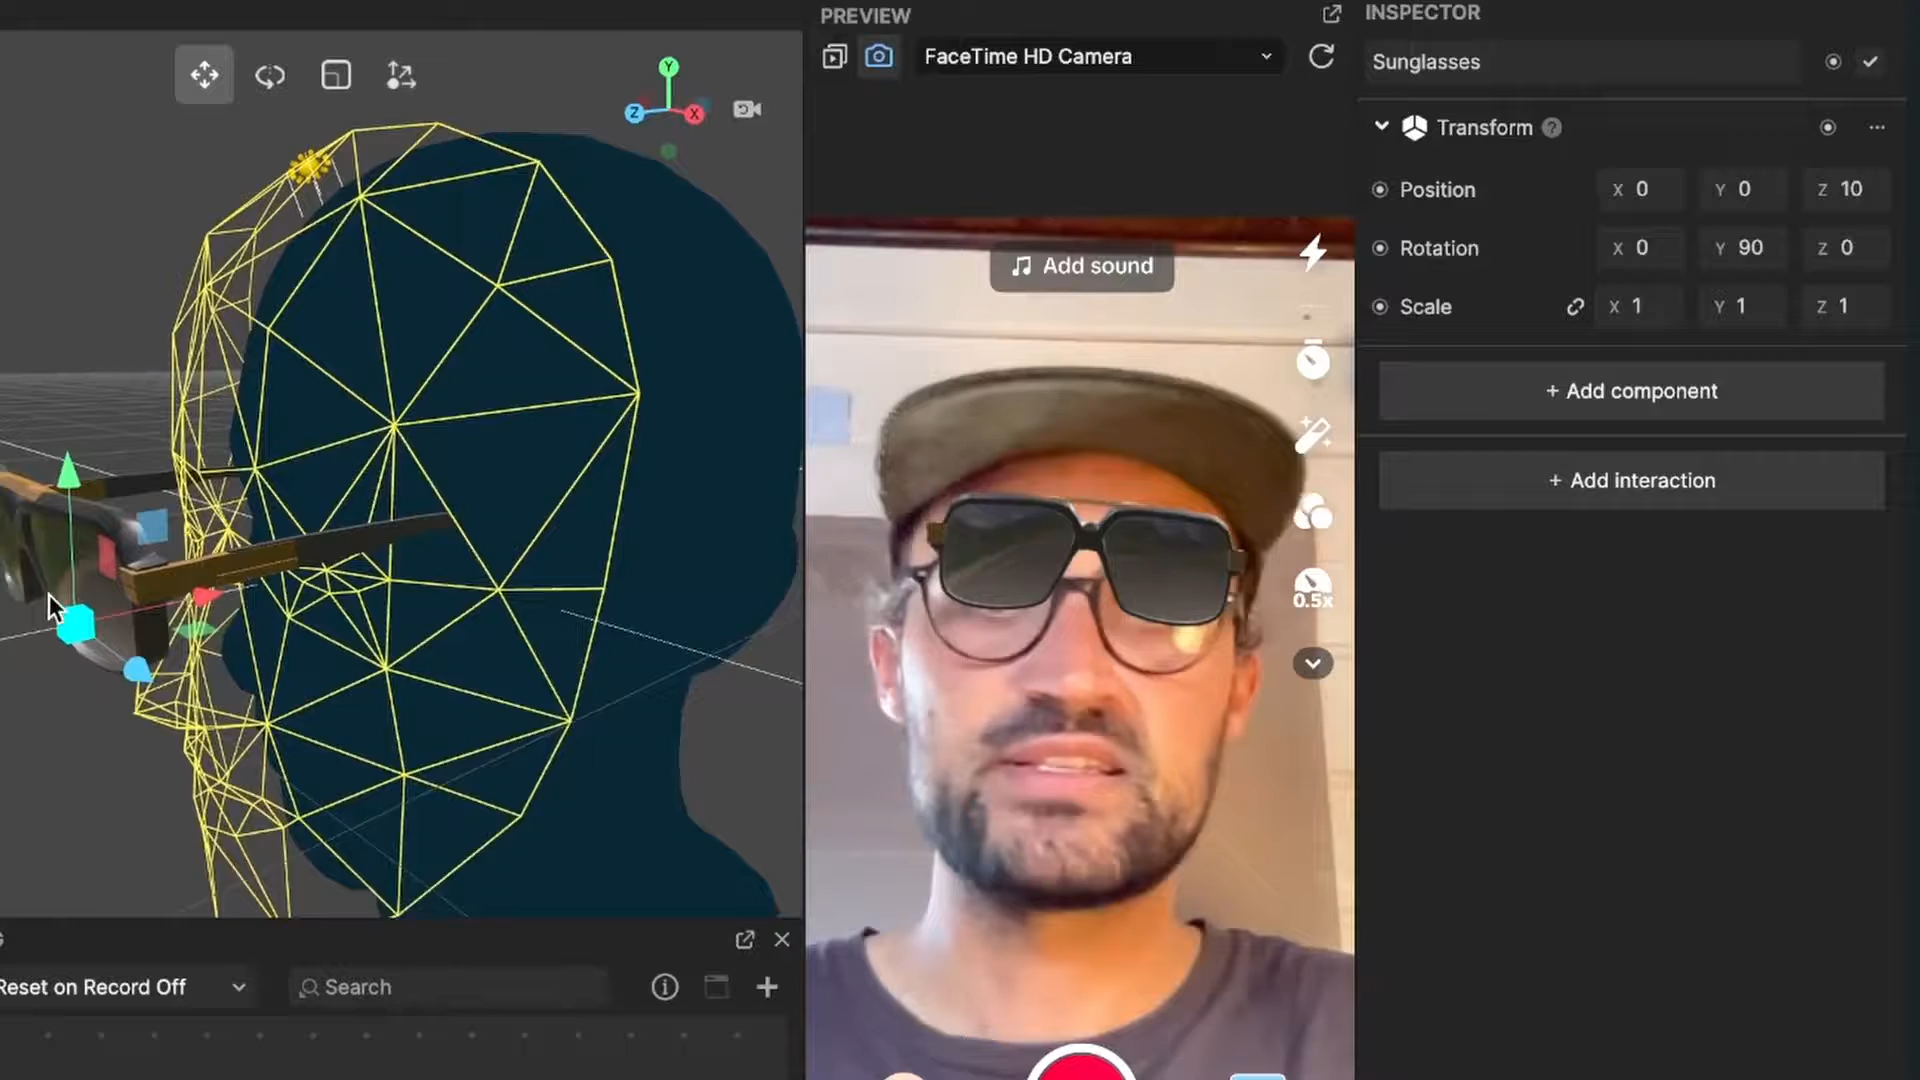 PREVIEW
FaceTime HD Camera
Add sound
0.5x
INSPECTOR
Sunglasses
Transform ?
Position X 0 Y 0 Z 10
Rotation X 0 Y 90 Z 0
Scale X 1 Y 1 Z 1
+ Add component
+ Add interaction
Y
Z X
Reset on Record Off
Search